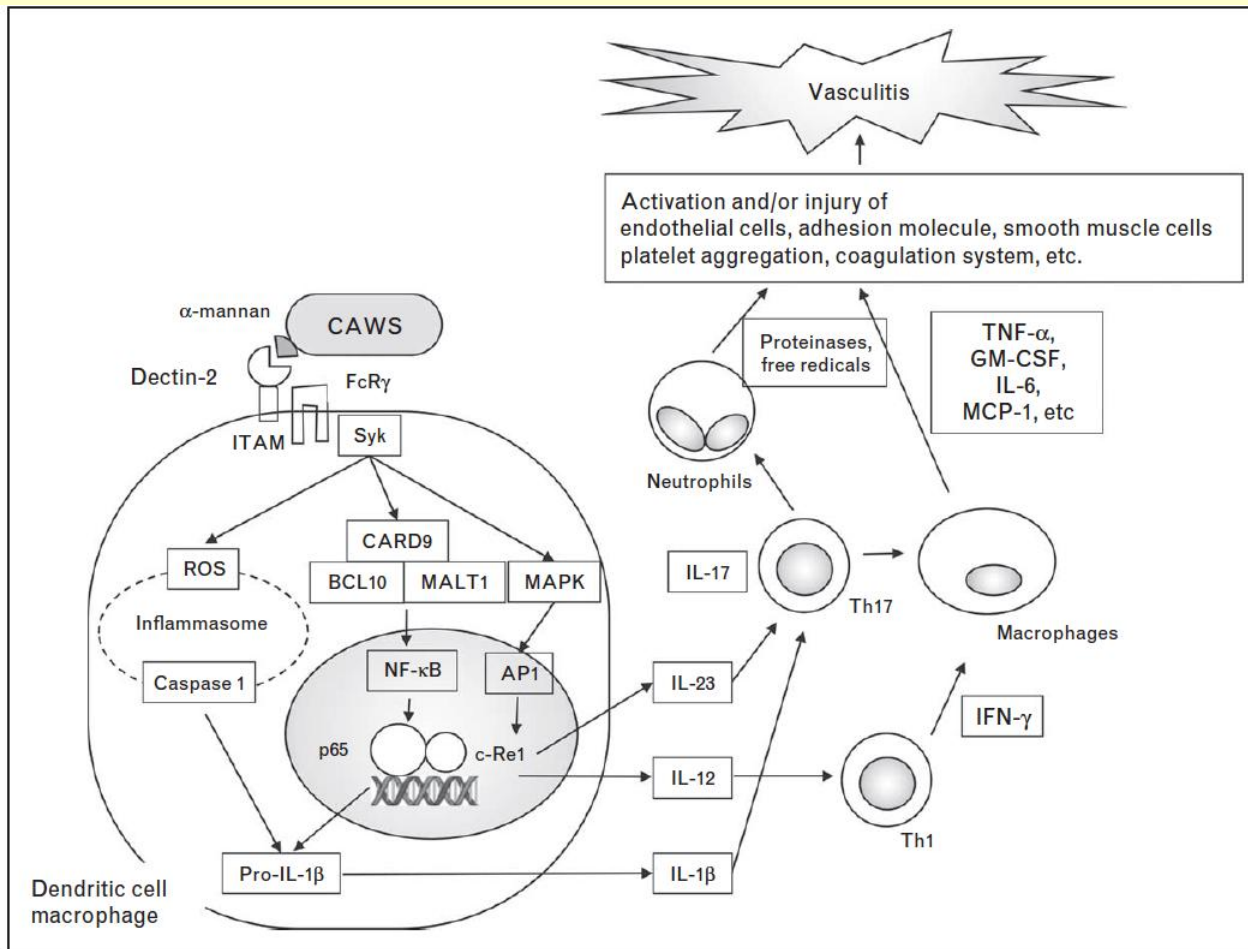 Vasculitis
Activation and/or injury of
endothelial cells, adhesion molecule, smooth muscle cells
platelet aggregation, coagulation system, etc.
α-mannan
CAWS
Dectin-2
FcRγ
ITAM
Syk
Proteinases,
free redicals
TNF-α,
GM-CSF,
IL-6,
MCP-1, etc
Neutrophils
CARD9
ROS
BCL10
MALT1
MAPK
IL-17
Th17
Macrophages
Inflammasome
Caspase 1
NF-κB
AP1
IL-23
p65
c-Re1
IL-12
IFN-γ
Th1
Pro-IL-1β
IL-1β
Dendritic cell
macrophage